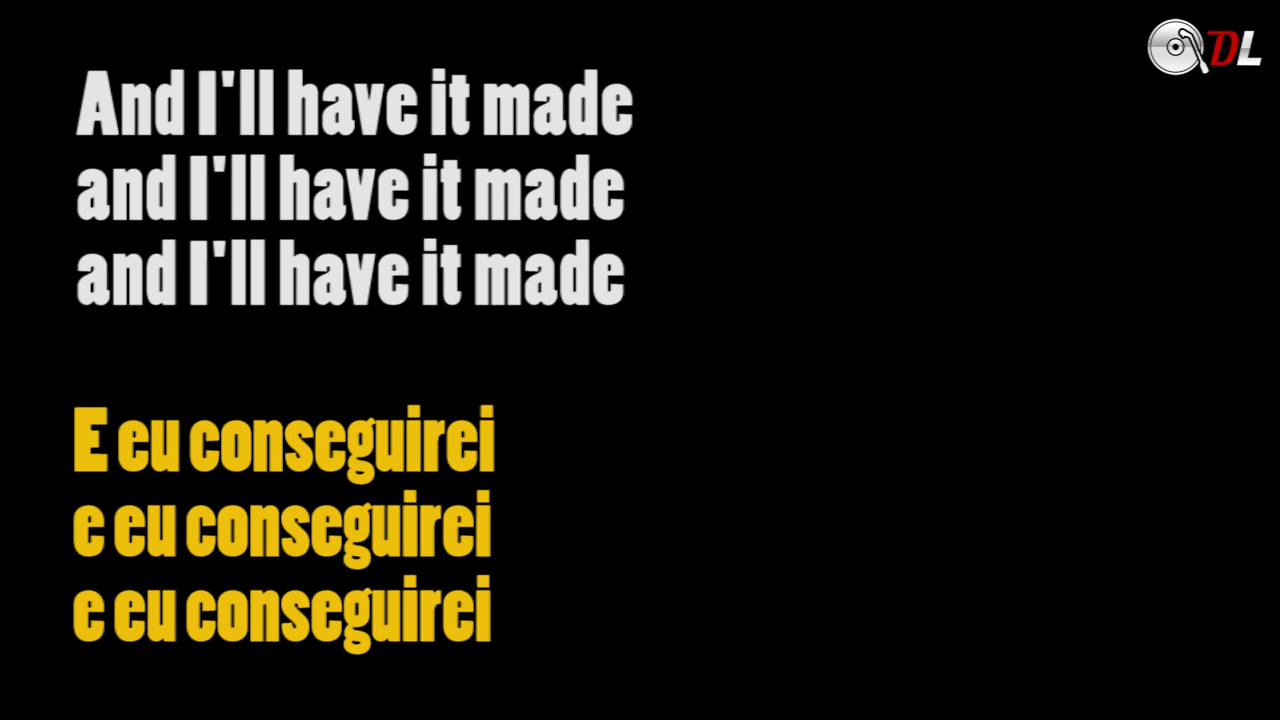 DL
And I'll have it made
and I'll have it made
and I'll have it made
E eu conseguirei
e eu conseguirei
e eu conseguirei